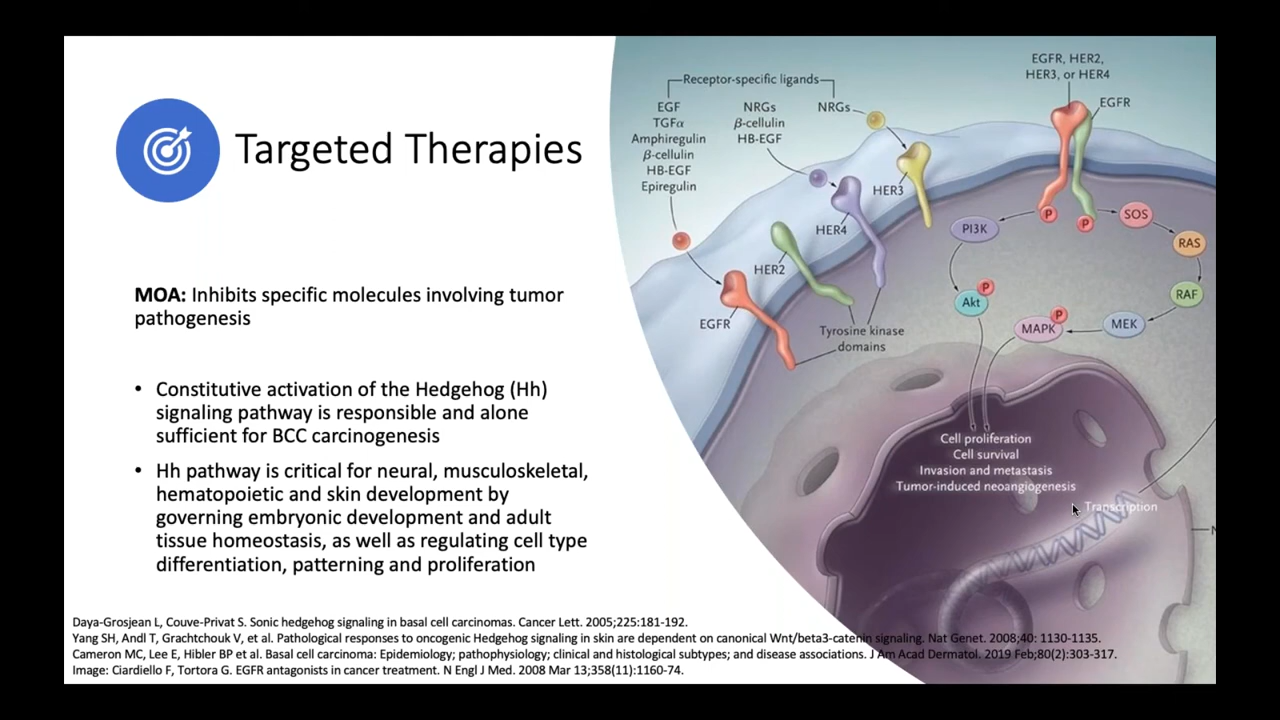 Targeted Therapies
MOA: Inhibits specific molecules involving tumor
pathogenesis
• Constitutive activation of the Hedgehog (Hh)
signaling pathway is responsible and alone
sufficient for BCC carcinogenesis
• Hh pathway is critical for neural, musculoskeletal,
hematopoietic and skin development by
governing embryonic development and adult
tissue homeostasis, as well as regulating cell type
differentiation, patterning and proliferation
Receptor-specific ligands
EGF
TGFα
Amphiregulin
β-cellulin
HB-EGF
Epiregulin
NRGs
β-cellulin
HB-EGF
NRGs
EGFR, HER2,
HER3, or HER4
EGFR
HER3
HER4
HER2
EGFR
Tyrosine kinase
domains
P
P
SOS
PI3K
RAS
P
Akt
RAF
P
MAPK
MEK
Cell proliferation
Cell survival
Invasion and metastasis
Tumor-induced neoangiogenesis
Transcription
N
Daya-Grosjean L, Couve-Privat S. Sonic hedgehog signaling in basal cell carcinomas. Cancer Lett. 2005;225:181-192.
Yang SH, Andl T, Grachtchouk V, et al. Pathological responses to oncogenic Hedgehog signaling in skin are dependent on canonical Wnt/beta3-catenin signaling. Nat Genet. 2008;40: 1130-1135.
Cameron MC, Lee E, Hibler BP et al. Basal cell carcinoma: Epidemiology; pathophysiology; clinical and histological subtypes; and disease associations. J Am Acad Dermatol. 2019 Feb;80(2):303-317.
Image: Ciardiello F, Tortora G. EGFR antagonists in cancer treatment. N Engl J Med. 2008 Mar 13;358(11):1160-74.